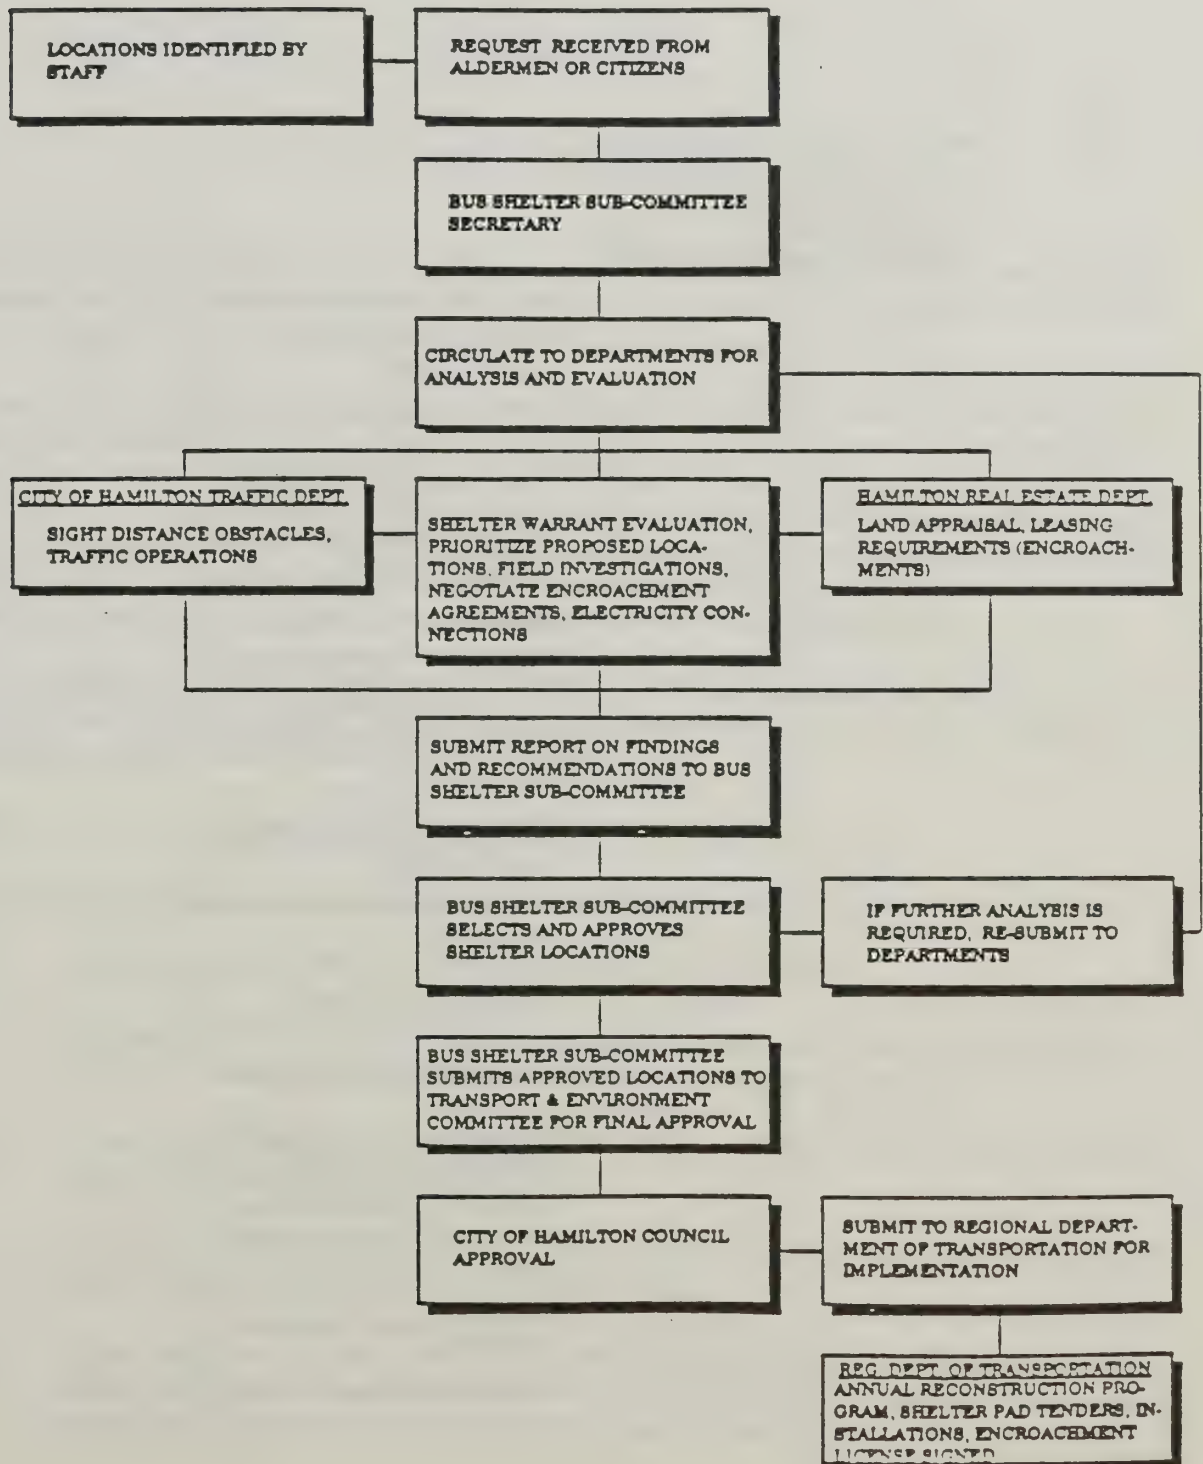 LOCATIONS IDENTIFIED BY
STAFF
REQUEST RECEIVED FROM
ALDERMEN OR CITIZENS
BUS SHELTER SUB-COMMITTEE
SECRETARY
CIRCULATE TO DEPARTMENTS FOR
ANALYSIS AND EVALUATION
CITY OF HAMILTON TRAFFIC DEPT.
SIGHT DISTANCE OBSTACLES,
TRAFFIC OPERATIONS
SHELTER WARRANT EVALUATION,
PRIORITIZE PROPOSED LOCA-
TIONS, FIELD INVESTIGATIONS,
NEGOTIATE ENCROACHMENT
AGREEMENTS, ELECTRICITY CON-
NECTIONS
HAMILTON REAL ESTATE DEPT.
LAND APPRAISAL, LEASING
REQUIREMENTS (ENCROACH-
MENTS)
SUBMIT REPORT ON FINDINGS
AND RECOMMENDATIONS TO BUS
SHELTER SUB-COMMITTEE
BUS SHELTER SUB-COMMITTEE
SELECTS AND APPROVES
SHELTER LOCATIONS
IF FURTHER ANALYSIS IS
REQUIRED, RE-SUBMIT TO
DEPARTMENTS
BUS SHELTER SUB-COMMITTEE
SUBMITS APPROVED LOCATIONS TO
TRANSPORT & ENVIRONMENT
COMMITTEE FOR FINAL APPROVAL
CITY OF HAMILTON COUNCIL
APPROVAL
SUBMIT TO REGIONAL DEPART-
MENT OF TRANSPORTATION FOR
IMPLEMENTATION
REG. DEPT. OF TRANSPORTATION
ANNUAL RECONSTRUCTION PRO-
GRAM, SHELTER PAD TENDERS, IN-
STALLATIONS, ENCROACHMENT
LICENSE SIGNED